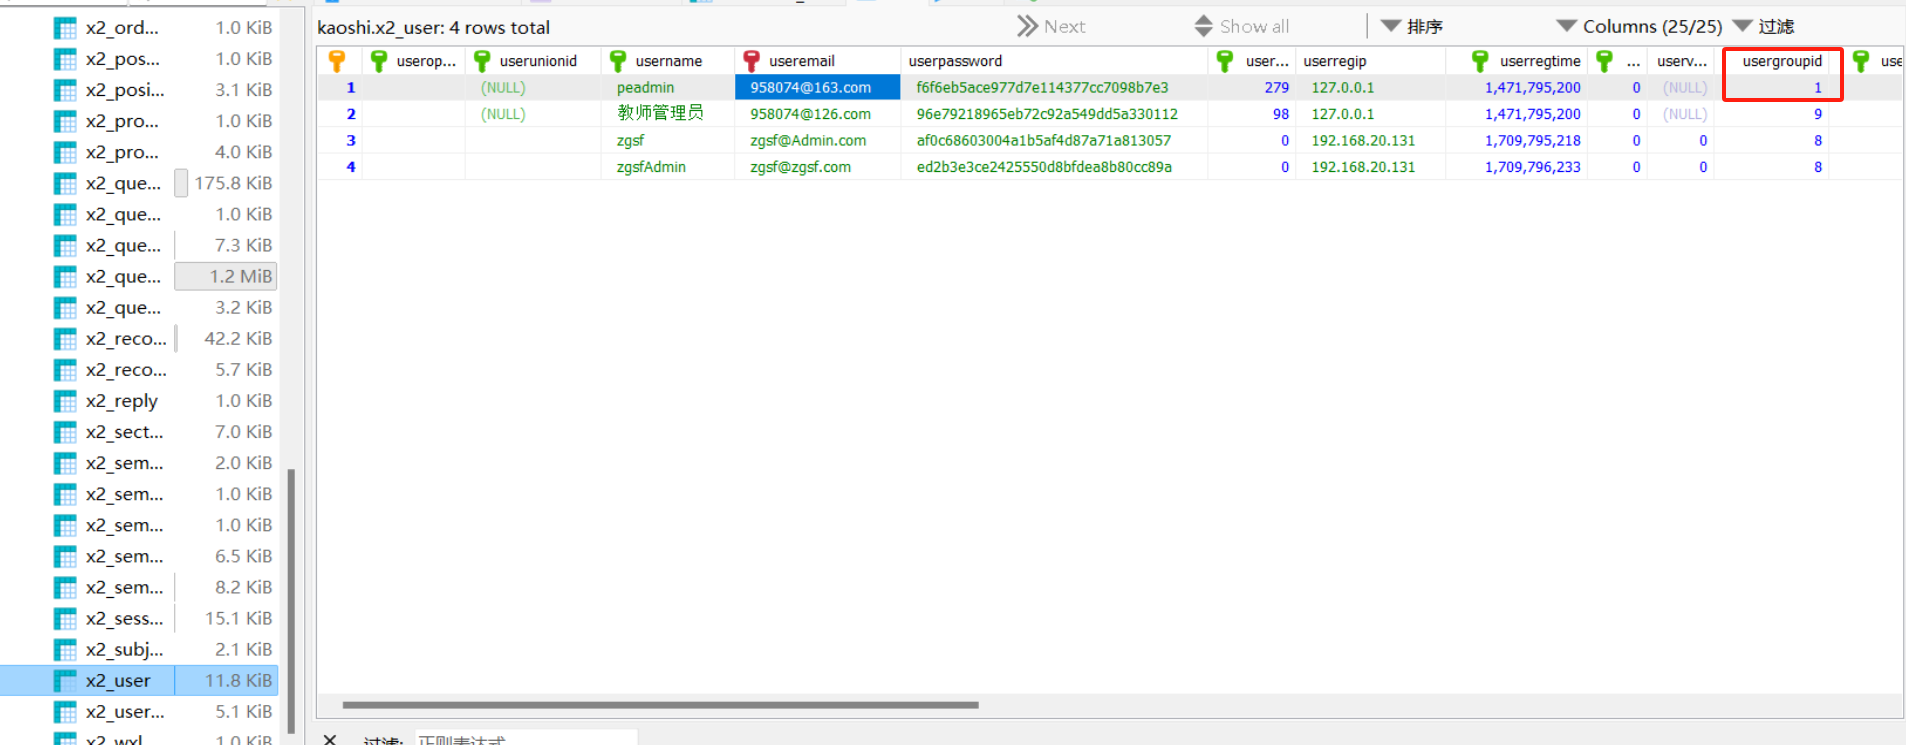 x2_ord... 1.0 KiB
x2_pos... 1.0 KiB
x2_posi... 3.1 KiB
x2_pro... 1.0 KiB
x2_pro... 4.0 KiB
x2_que... 175.8 KiB
x2_que... 1.0 KiB
x2_que... 7.3 KiB
x2_que... 1.2 MiB
x2_que... 3.2 KiB
x2_reco... 42.2 KiB
x2_reco... 5.7 KiB
x2_reply 1.0 KiB
x2_sect... 7.0 KiB
x2_sem... 2.0 KiB
x2_sem... 1.0 KiB
x2_sem... 1.0 KiB
x2_sem... 6.5 KiB
x2_sem... 8.2 KiB
x2_sess... 15.1 KiB
x2_subj... 2.1 KiB
x2_user 11.8 KiB
x2_user... 5.1 KiB
x2_wxl 1.0 KiB
kaoshi.x2_user: 4 rows total Next Show all 排序 Columns (25/25) 过滤
userop... userunionid username useremail userpassword user... userregip userregtime ... userv... usergroupid use
1 (NULL) peadmin 958074@163.com f6f6eb5ace977d7e114377cc7098b7e3 279 127.0.0.1 1,471,795,200 0 (NULL) 1
2 (NULL) 教师管理员 958074@126.com 96e79218965eb72c92a549dd5a330112 98 127.0.0.1 1,471,795,200 0 (NULL) 9
3 zgsf zgsf@Admin.com af0c68603004a1b5af4d87a71a813057 0 192.168.20.131 1,709,795,218 0 0 8
4 zgsfAdmin zgsf@zgsf.com ed2b3e3ce2425550d8bfdea8b80cc89a 0 192.168.20.131 1,709,796,233 0 0 8
过滤: 正则表达式